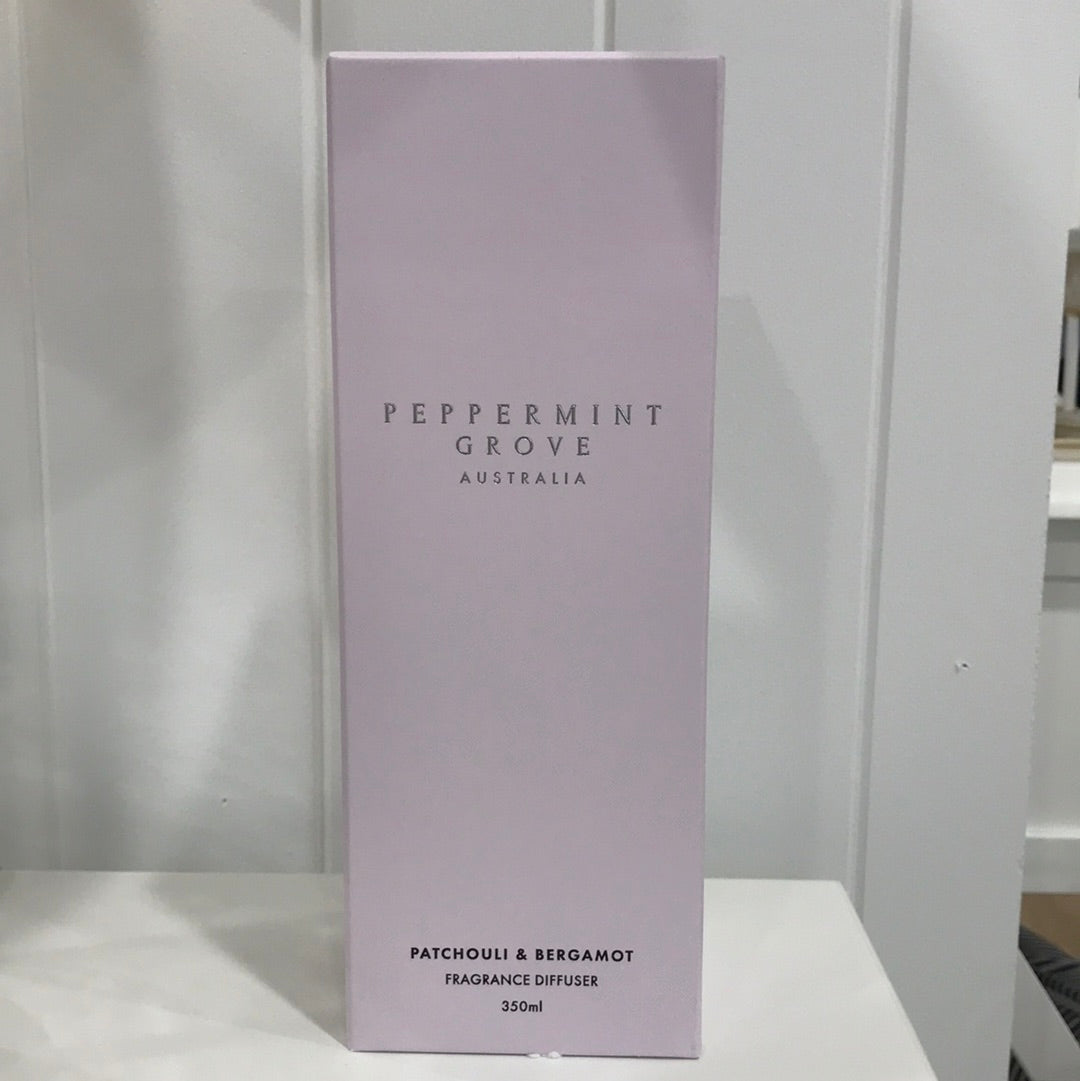 PEPPERMINT
GROVE
AUSTRALIA
PATCHOULI & BERGAMOT
FRAGRANCE DIFFUSER
350ml